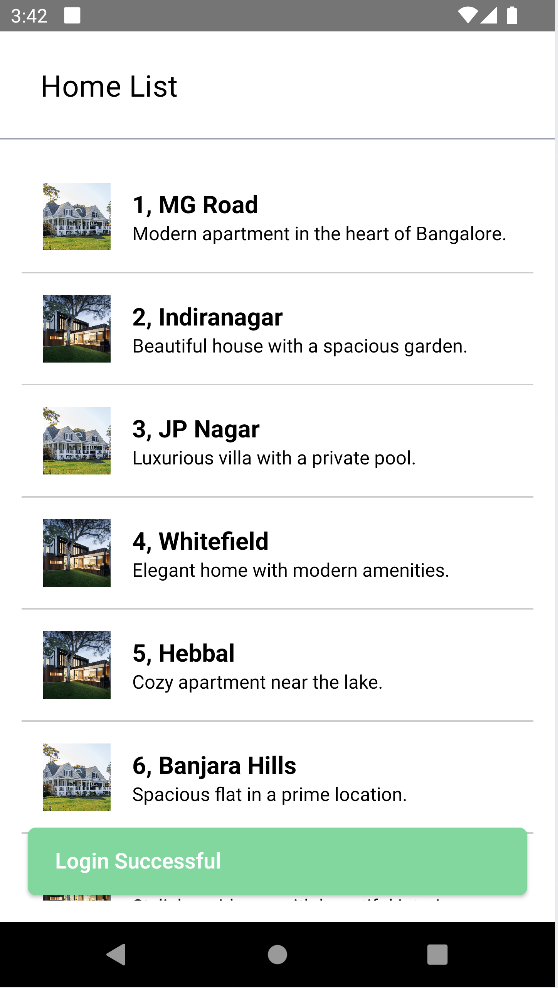 3:42
Home List
1, MG Road
Modern apartment in the heart of Bangalore.
2, Indiranagar
Beautiful house with a spacious garden.
3, JP Nagar
Luxurious villa with a private pool.
4, Whitefield
Elegant home with modern amenities.
5, Hebbal
Cozy apartment near the lake.
6, Banjara Hills
Spacious flat in a prime location.
Login Successful